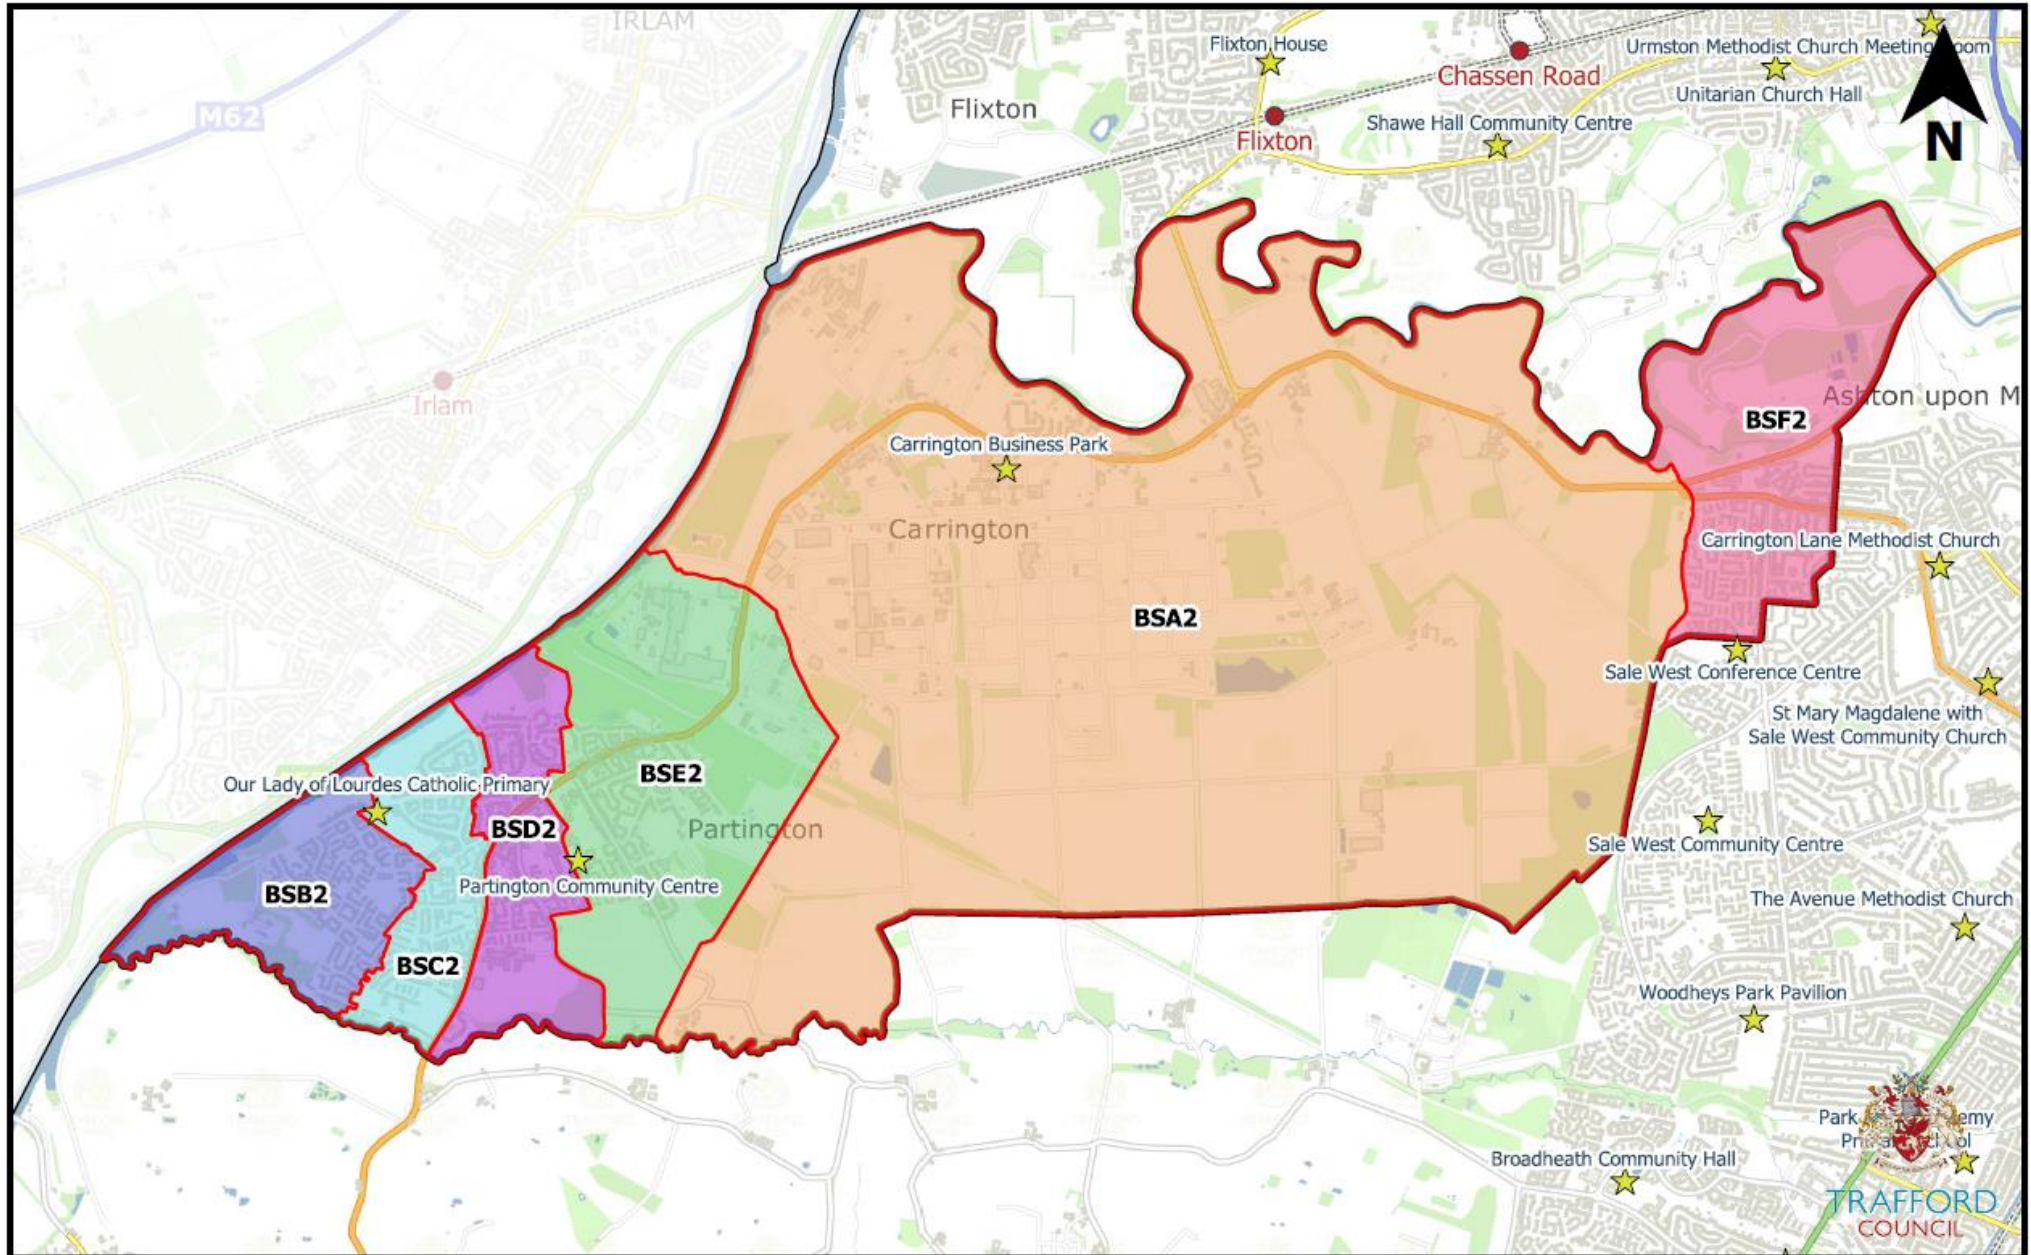 IRLAM
Flixton House
Urmston Methodist Church Meeting
Chassen Road
M62
Flixton
Unitarian Church Hall
Shawe Hall Community Centre
Flixton
N
Irlam
Ashton upon M
BSF2
Carrington Business Park
Carrington
Carrington Lane Methodist Church
BSA2
Sale West Conference Centre
St Mary Magdalene with
Sale West Community Church
BSE2
Our Lady of Lourdes Catholic Primary
BSD2
Partington
Sale West Community Centre
Partington Community Centre
BSB2
The Avenue Methodist Church
BSC2
Woodheys Park Pavilion
Park
Broadheath Community Hall
TRAFFORD
COUNCIL